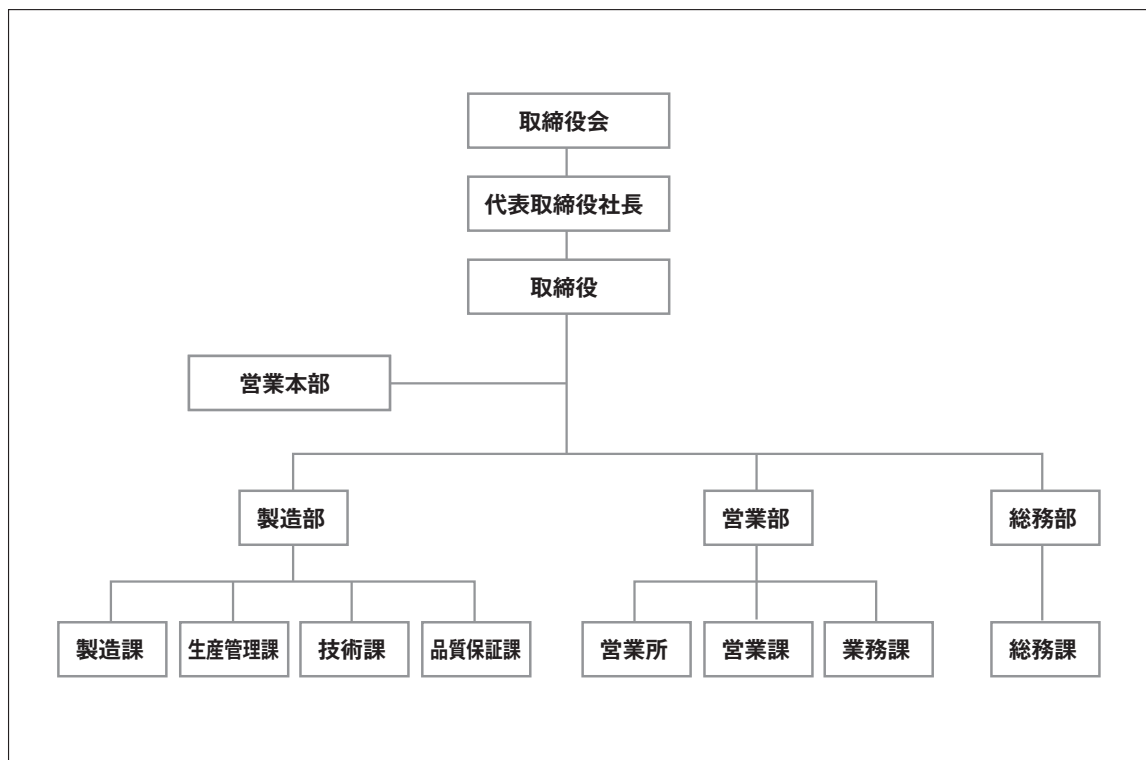 取締役会
代表取締役社長
取締役
営業本部
製造部
営業部
総務部
製造課
生産管理課
技術課
品質保証課
営業所
営業課
業務課
総務課